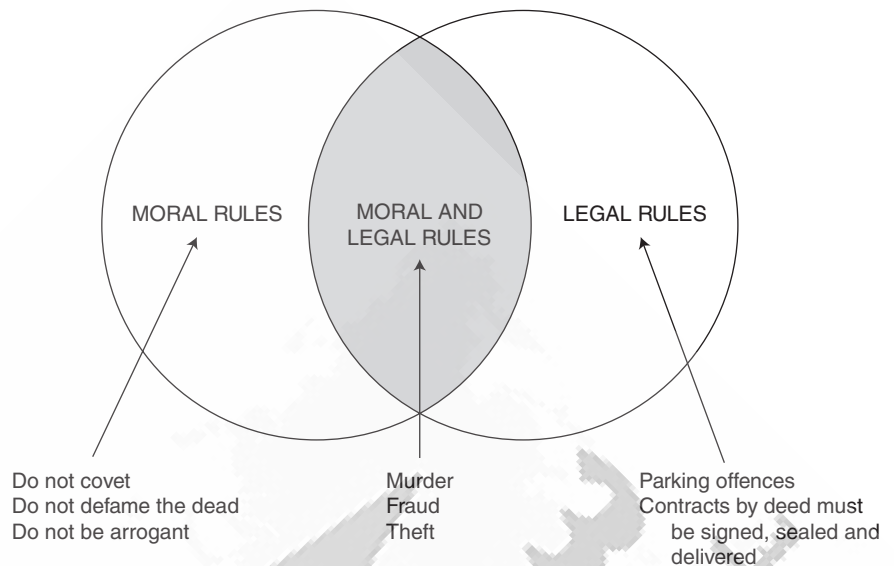 MORAL RULES
MORAL AND
LEGAL RULES
LEGAL RULES
Do not covet
Do not defame the dead
Do not be arrogant
Murder
Fraud
Theft
Parking offences
Contracts by deed must
be signed, sealed and
delivered